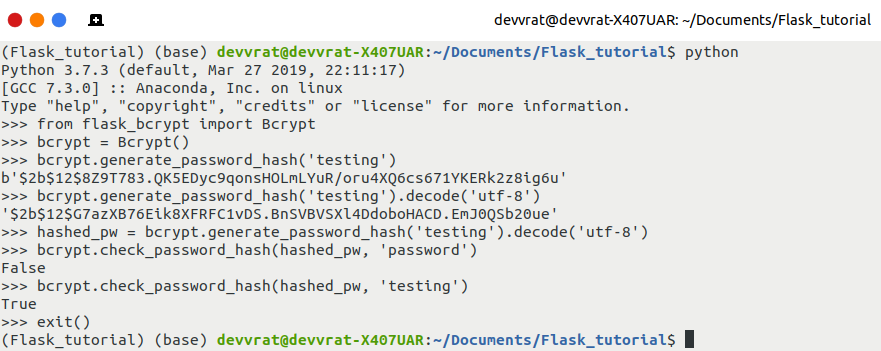 devvrat@devvrat-X407UAR: ~/Documents/Flask_tutorial
(Flask_tutorial) (base) devvrat@devvrat-X407UAR:~/Documents/Flask_tutorial$ python
Python 3.7.3 (default, Mar 27 2019, 22:11:17)
[GCC 7.3.0] :: Anaconda, Inc. on linux
Type "help", "copyright", "credits" or "license" for more information.
>>> from flask_bcrypt import Bcrypt
>>> bcrypt = Bcrypt()
>>> bcrypt.generate_password_hash('testing')
b'$2b$12$8Z9T783.QK5EDyc9qonsHOLmLYuR/oru4XQ6cs671YKERk2z8ig6u'
>>> bcrypt.generate_password_hash('testing').decode('utf-8')
'$2b$12$G7azXB76Eik8XFRFC1vDS.BnSVBVSXl4DdoboHACD.EmJ0QSb20ue'
>>> hashed_pw = bcrypt.generate_password_hash('testing').decode('utf-8')
>>> bcrypt.check_password_hash(hashed_pw, 'password')
False
>>> bcrypt.check_password_hash(hashed_pw, 'testing')
True
>>> exit()
(Flask_tutorial) (base) devvrat@devvrat-X407UAR:~/Documents/Flask_tutorial$